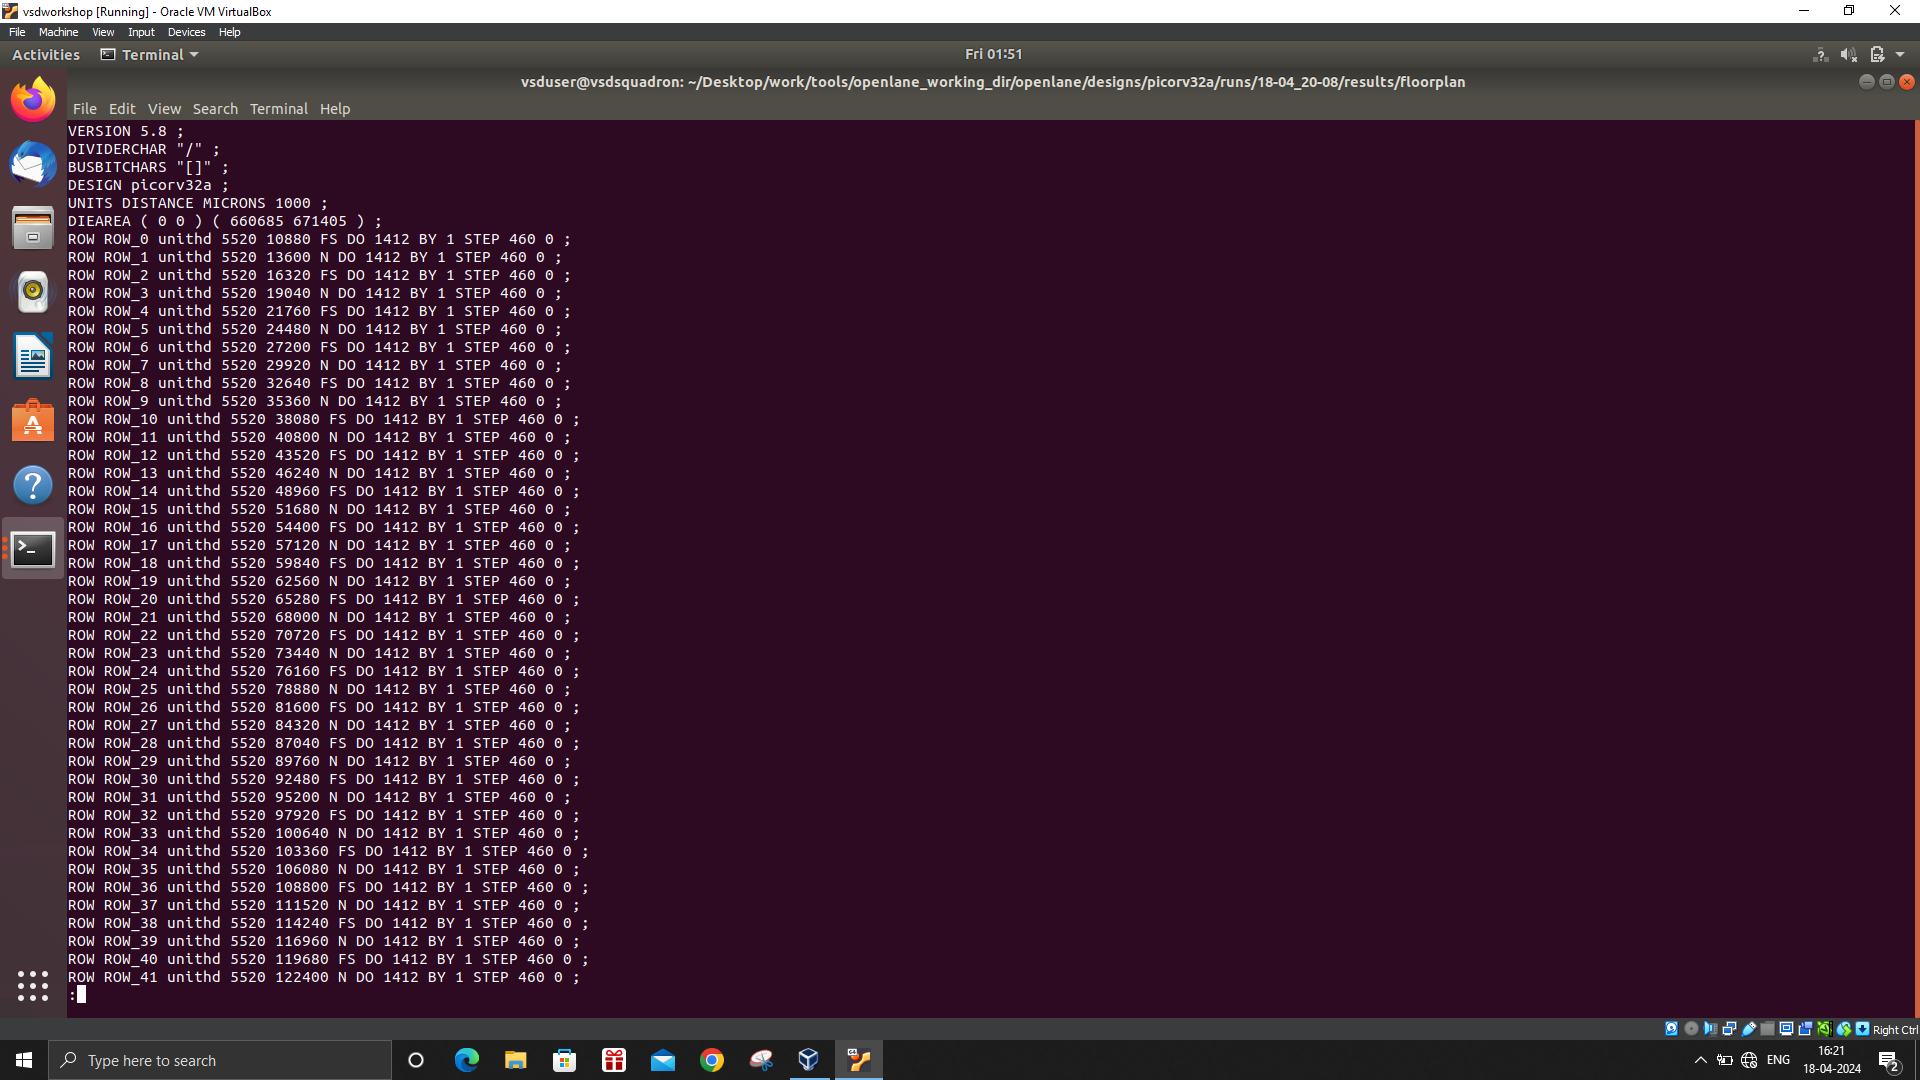 vsdworkshop [Running] - Oracle VM VirtualBox
File Machine View Input Devices Help
Activities Terminal Fri 01:51
vsduser@vsdsquadron: ~/Desktop/work/tools/openlane_working_dir/openlane/designs/picorv32a/runs/18-04_20-08/results/floorplan
File Edit View Search Terminal Help
VERSION 5.8 ;
DIVIDERCHAR "/" ;
BUSBITCHARS "[]" ;
DESIGN picorv32a ;
UNITS DISTANCE MICRONS 1000 ;
DIEAREA ( 0 0 ) ( 660685 671405 ) ;
ROW ROW_0 unithd 5520 10880 FS DO 1412 BY 1 STEP 460 0 ;
ROW ROW_1 unithd 5520 13600 N DO 1412 BY 1 STEP 460 0 ;
ROW ROW_2 unithd 5520 16320 FS DO 1412 BY 1 STEP 460 0 ;
ROW ROW_3 unithd 5520 19040 N DO 1412 BY 1 STEP 460 0 ;
ROW ROW_4 unithd 5520 21760 FS DO 1412 BY 1 STEP 460 0 ;
ROW ROW_5 unithd 5520 24480 N DO 1412 BY 1 STEP 460 0 ;
ROW ROW_6 unithd 5520 27200 FS DO 1412 BY 1 STEP 460 0 ;
ROW ROW_7 unithd 5520 29920 N DO 1412 BY 1 STEP 460 0 ;
ROW ROW_8 unithd 5520 32640 FS DO 1412 BY 1 STEP 460 0 ;
ROW ROW_9 unithd 5520 35360 N DO 1412 BY 1 STEP 460 0 ;
ROW ROW_10 unithd 5520 38080 FS DO 1412 BY 1 STEP 460 0 ;
ROW ROW_11 unithd 5520 40800 N DO 1412 BY 1 STEP 460 0 ;
ROW ROW_12 unithd 5520 43520 FS DO 1412 BY 1 STEP 460 0 ;
ROW ROW_13 unithd 5520 46240 N DO 1412 BY 1 STEP 460 0 ;
ROW ROW_14 unithd 5520 48960 FS DO 1412 BY 1 STEP 460 0 ;
ROW ROW_15 unithd 5520 51680 N DO 1412 BY 1 STEP 460 0 ;
ROW ROW_16 unithd 5520 54400 FS DO 1412 BY 1 STEP 460 0 ;
ROW ROW_17 unithd 5520 57120 N DO 1412 BY 1 STEP 460 0 ;
ROW ROW_18 unithd 5520 59840 FS DO 1412 BY 1 STEP 460 0 ;
ROW ROW_19 unithd 5520 62560 N DO 1412 BY 1 STEP 460 0 ;
ROW ROW_20 unithd 5520 65280 FS DO 1412 BY 1 STEP 460 0 ;
ROW ROW_21 unithd 5520 68000 N DO 1412 BY 1 STEP 460 0 ;
ROW ROW_22 unithd 5520 70720 FS DO 1412 BY 1 STEP 460 0 ;
ROW ROW_23 unithd 5520 73440 N DO 1412 BY 1 STEP 460 0 ;
ROW ROW_24 unithd 5520 76160 FS DO 1412 BY 1 STEP 460 0 ;
ROW ROW_25 unithd 5520 78880 N DO 1412 BY 1 STEP 460 0 ;
ROW ROW_26 unithd 5520 81600 FS DO 1412 BY 1 STEP 460 0 ;
ROW ROW_27 unithd 5520 84320 N DO 1412 BY 1 STEP 460 0 ;
ROW ROW_28 unithd 5520 87040 FS DO 1412 BY 1 STEP 460 0 ;
ROW ROW_29 unithd 5520 89760 N DO 1412 BY 1 STEP 460 0 ;
ROW ROW_30 unithd 5520 92480 FS DO 1412 BY 1 STEP 460 0 ;
ROW ROW_31 unithd 5520 95200 N DO 1412 BY 1 STEP 460 0 ;
ROW ROW_32 unithd 5520 97920 FS DO 1412 BY 1 STEP 460 0 ;
ROW ROW_33 unithd 5520 100640 N DO 1412 BY 1 STEP 460 0 ;
ROW ROW_34 unithd 5520 103360 FS DO 1412 BY 1 STEP 460 0 ;
ROW ROW_35 unithd 5520 106080 N DO 1412 BY 1 STEP 460 0 ;
ROW ROW_36 unithd 5520 108800 FS DO 1412 BY 1 STEP 460 0 ;
ROW ROW_37 unithd 5520 111520 N DO 1412 BY 1 STEP 460 0 ;
ROW ROW_38 unithd 5520 114240 FS DO 1412 BY 1 STEP 460 0 ;
ROW ROW_39 unithd 5520 116960 N DO 1412 BY 1 STEP 460 0 ;
ROW ROW_40 unithd 5520 119680 FS DO 1412 BY 1 STEP 460 0 ;
ROW ROW_41 unithd 5520 122400 N DO 1412 BY 1 STEP 460 0 ;
:
Right Ctrl
Type here to search
ENG
16:21
18-04-2024
2